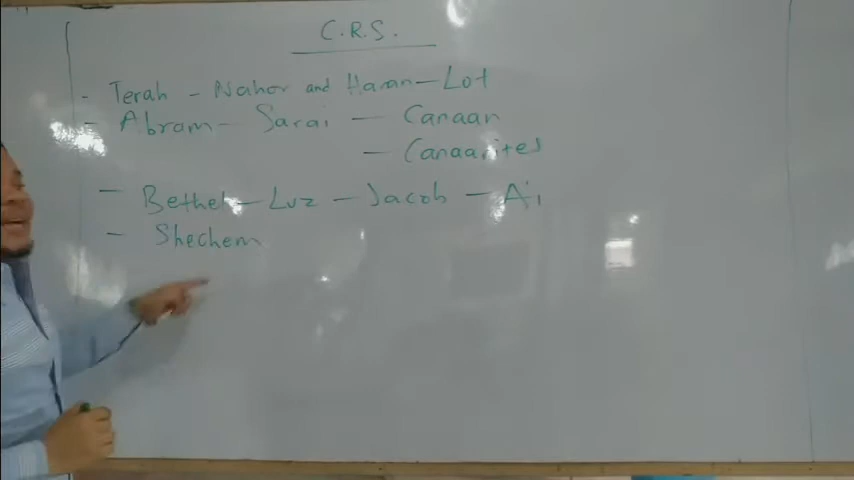 C.R.S.
- Terah - Nahor and Haran - Lot
- Abram - Sarai - Canaan
- Canaanites
- Bethel - Luz - Jacob - Ai
- Shechem